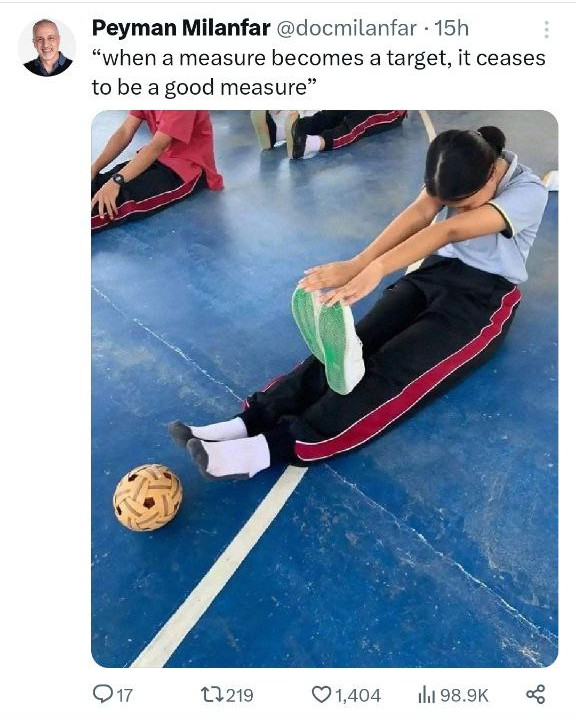 Peyman Milanfar @docmilanfar · 15h
“when a measure becomes a target, it ceases
to be a good measure”
17 219 1,404 98.9K